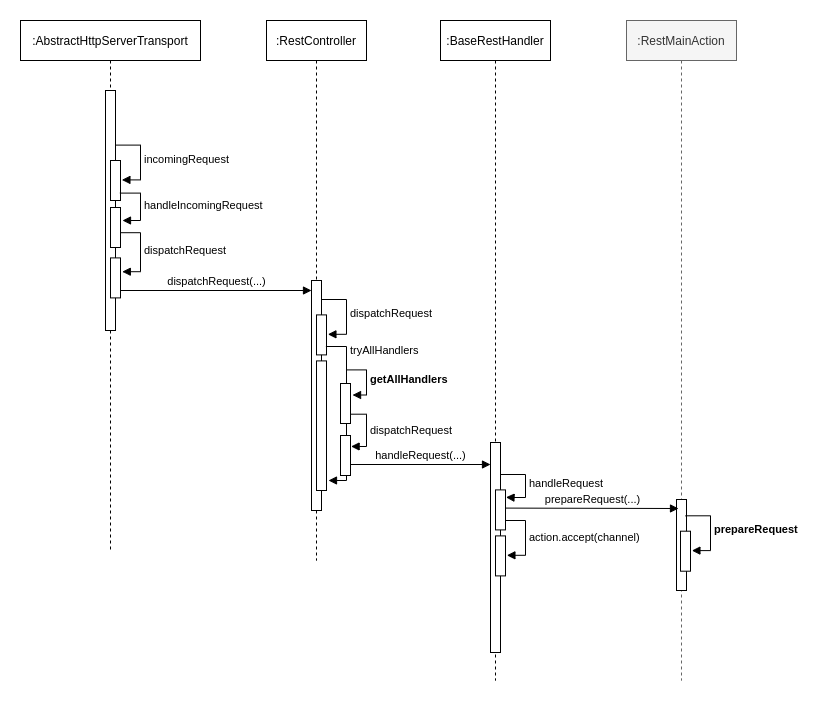 :AbstractHttpServerTransport
:RestController
:BaseRestHandler
:RestMainAction
incomingRequest
handleIncomingRequest
dispatchRequest
dispatchRequest(...)
dispatchRequest
tryAllHandlers
getAllHandlers
dispatchRequest
handleRequest(...)
handleRequest
prepareRequest(...)
prepareRequest
action.accept(channel)